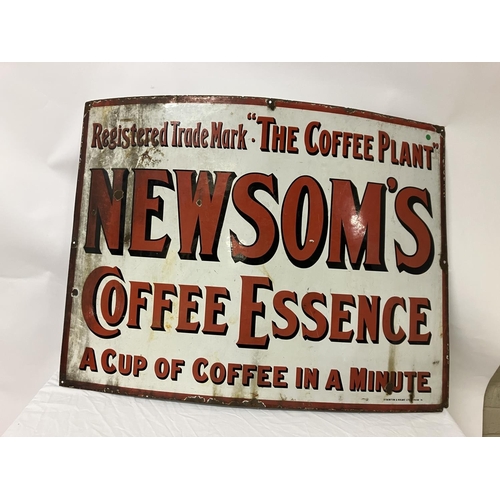 Registered Trade Mark. "THE COFFEE PLANT"
NEWSOM'S
COFFEE ESSENCE
A CUP OF COFFEE IN A MINUTE